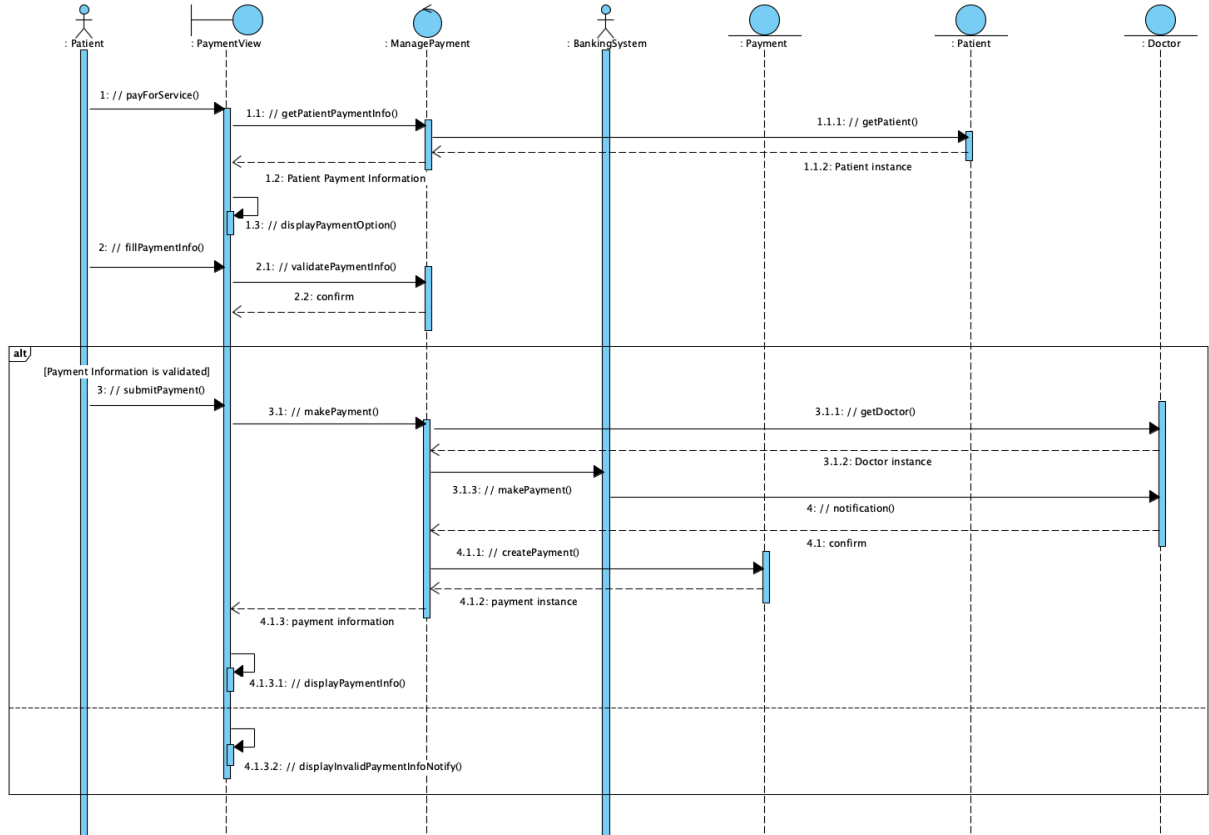 : Patient
: PaymentView
: ManagePayment
: BankingSystem
: Payment
: Patient
: Doctor
1: // payForService()
1.1: // getPatientPaymentInfo()
1.1.1: // getPatient()
1.1.2: Patient instance
1.2: Patient Payment Information
1.3: // displayPaymentOption()
2: // fillPaymentInfo()
2.1: // validatePaymentInfo()
2.2: confirm
alt
[Payment Information is validated]
3: // submitPayment()
3.1: // makePayment()
3.1.1: // getDoctor()
3.1.2: Doctor instance
3.1.3: // makePayment()
4: // notification()
4.1: confirm
4.1.1: // createPayment()
4.1.2: payment instance
4.1.3: payment information
4.1.3.1: // displayPaymentInfo()
4.1.3.2: // displayInvalidPaymentInfoNotify()